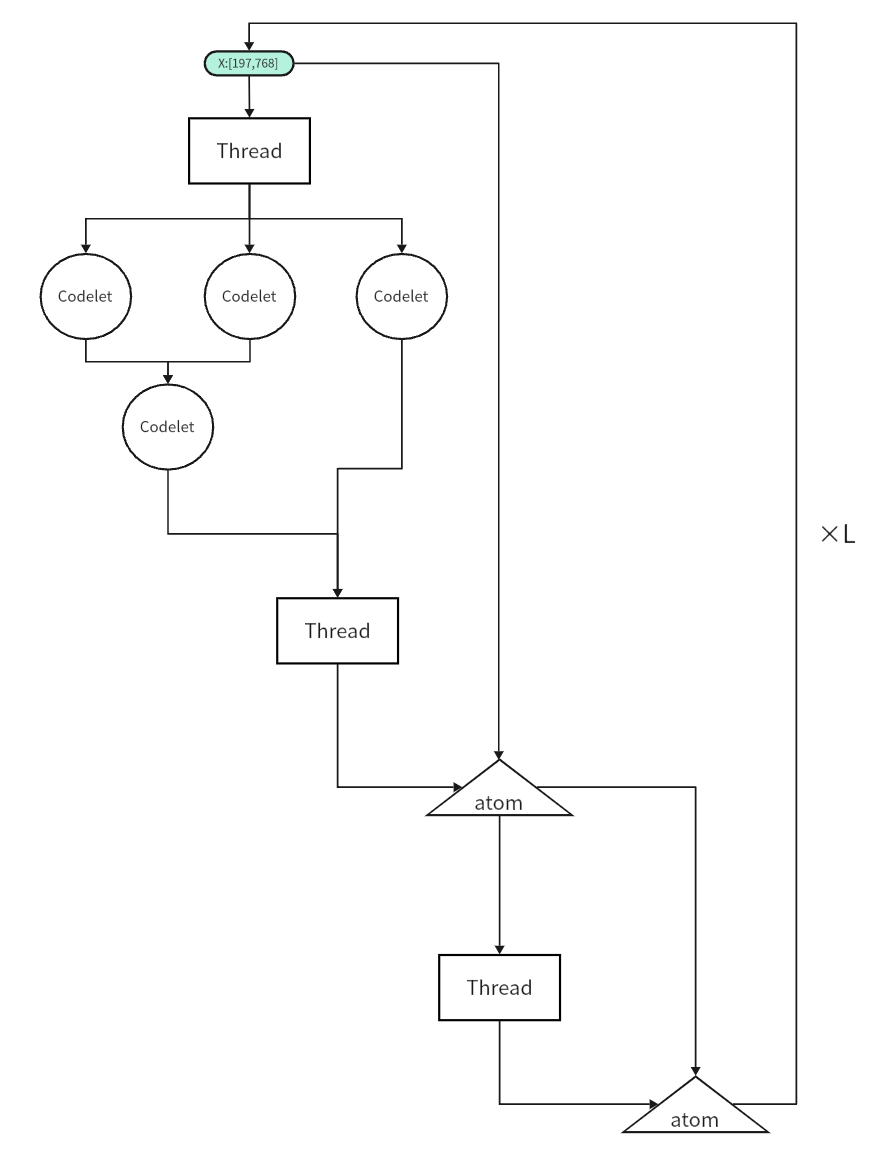 X:[197,768]
Thread
Codelet
Codelet
Codelet
Codelet
×L
Thread
atom
Thread
atom